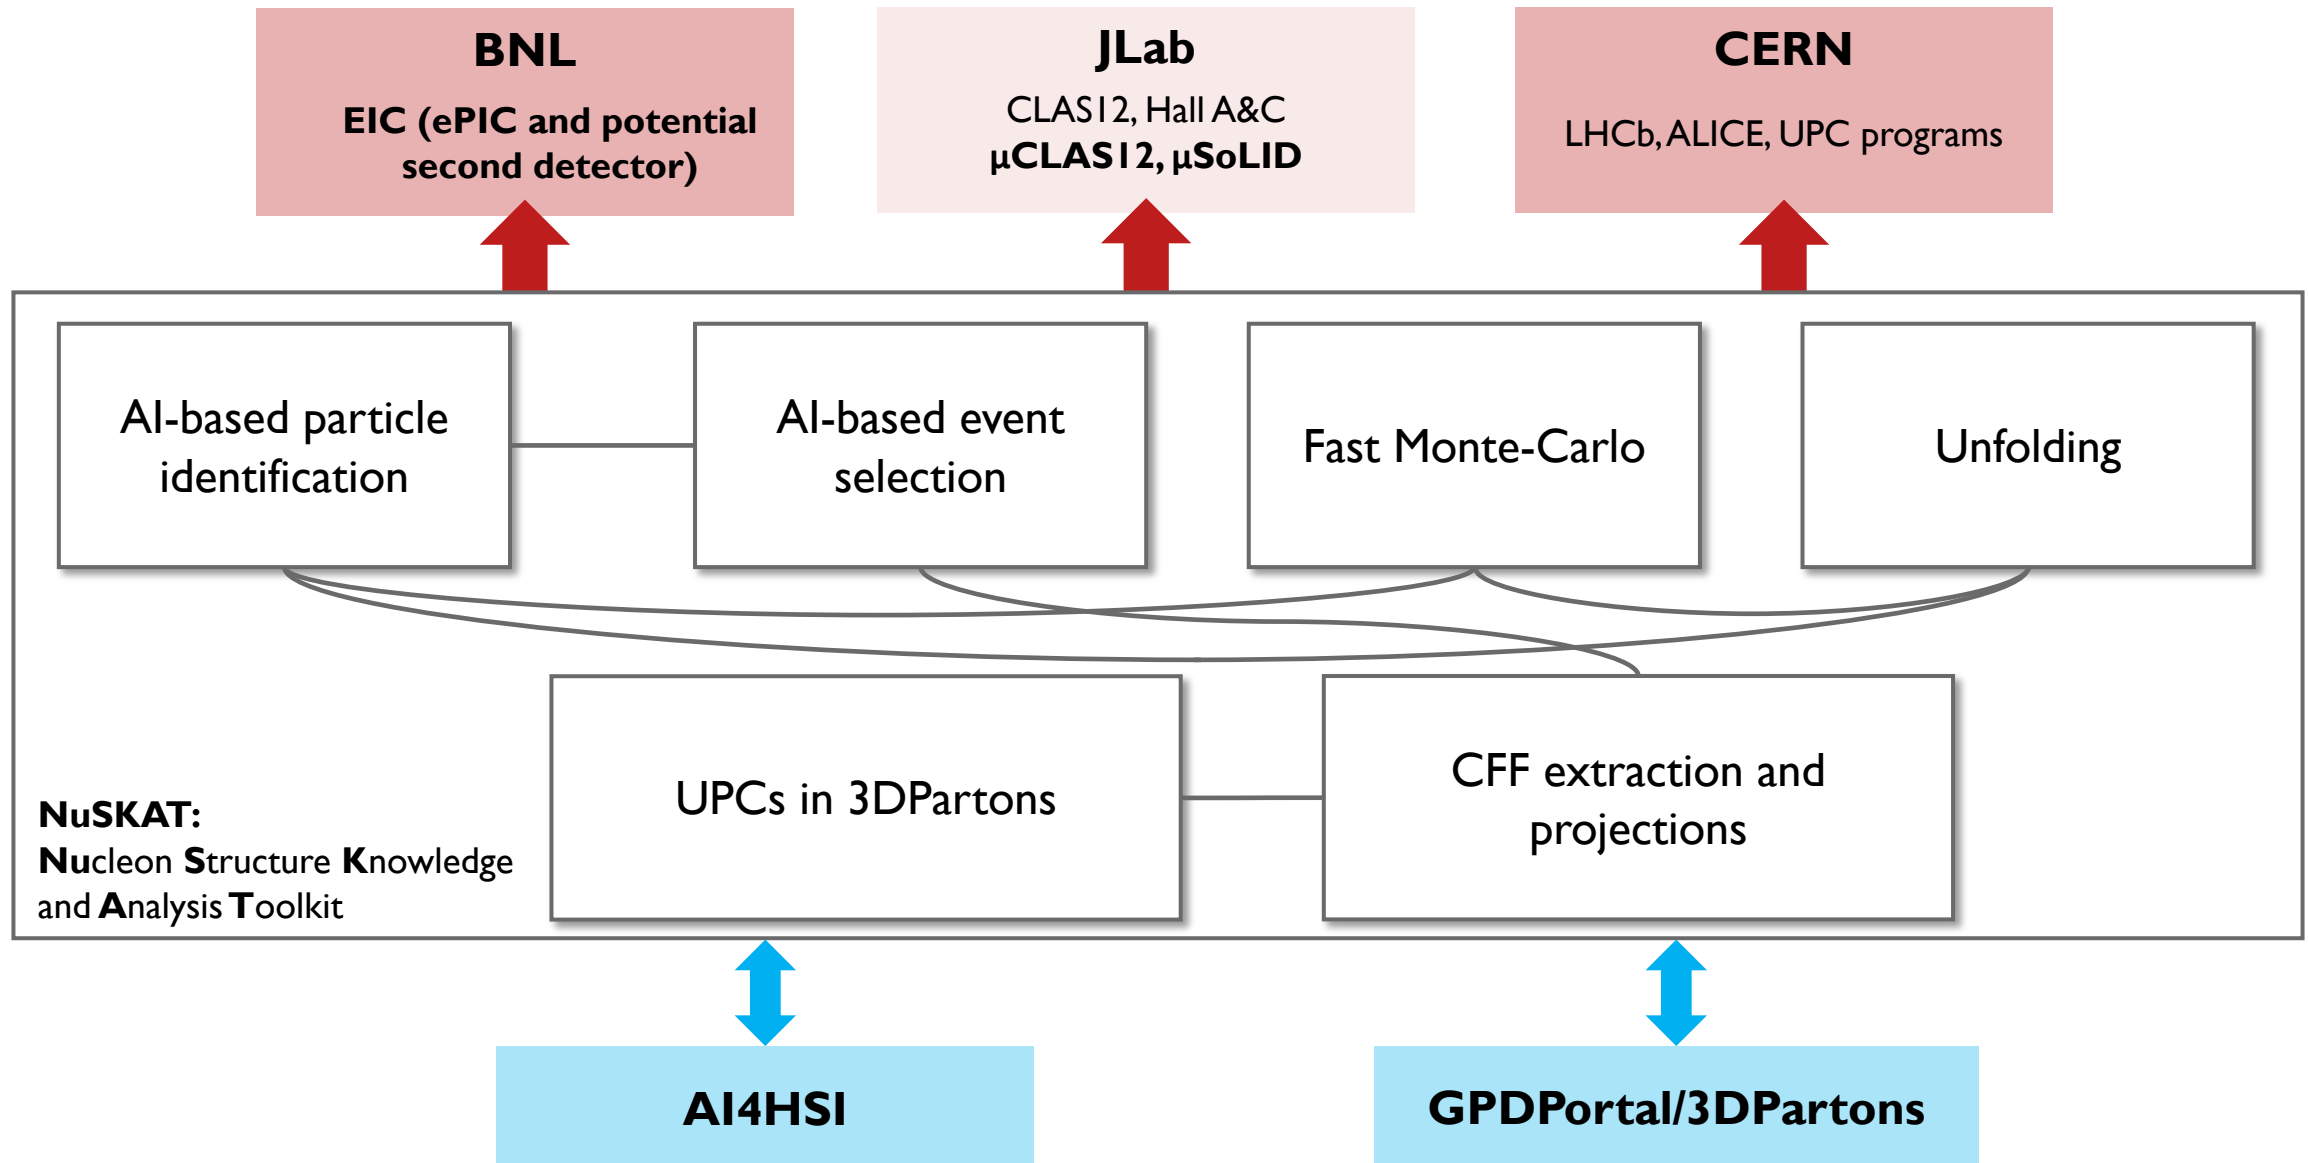 BNL
EIC (ePIC and potential
second detector)
JLab
CLAS12, Hall A&C
μCLAS12, μSoLID
CERN
LHCb, ALICE, UPC programs
AI-based particle
identification
AI-based event
selection
Fast Monte-Carlo
Unfolding
UPCs in 3DPartons
CFF extraction and
projections
NuSKAT:
Nucleon Structure Knowledge
and Analysis Toolkit
AI4HSI
GPDPortal/3DPartons